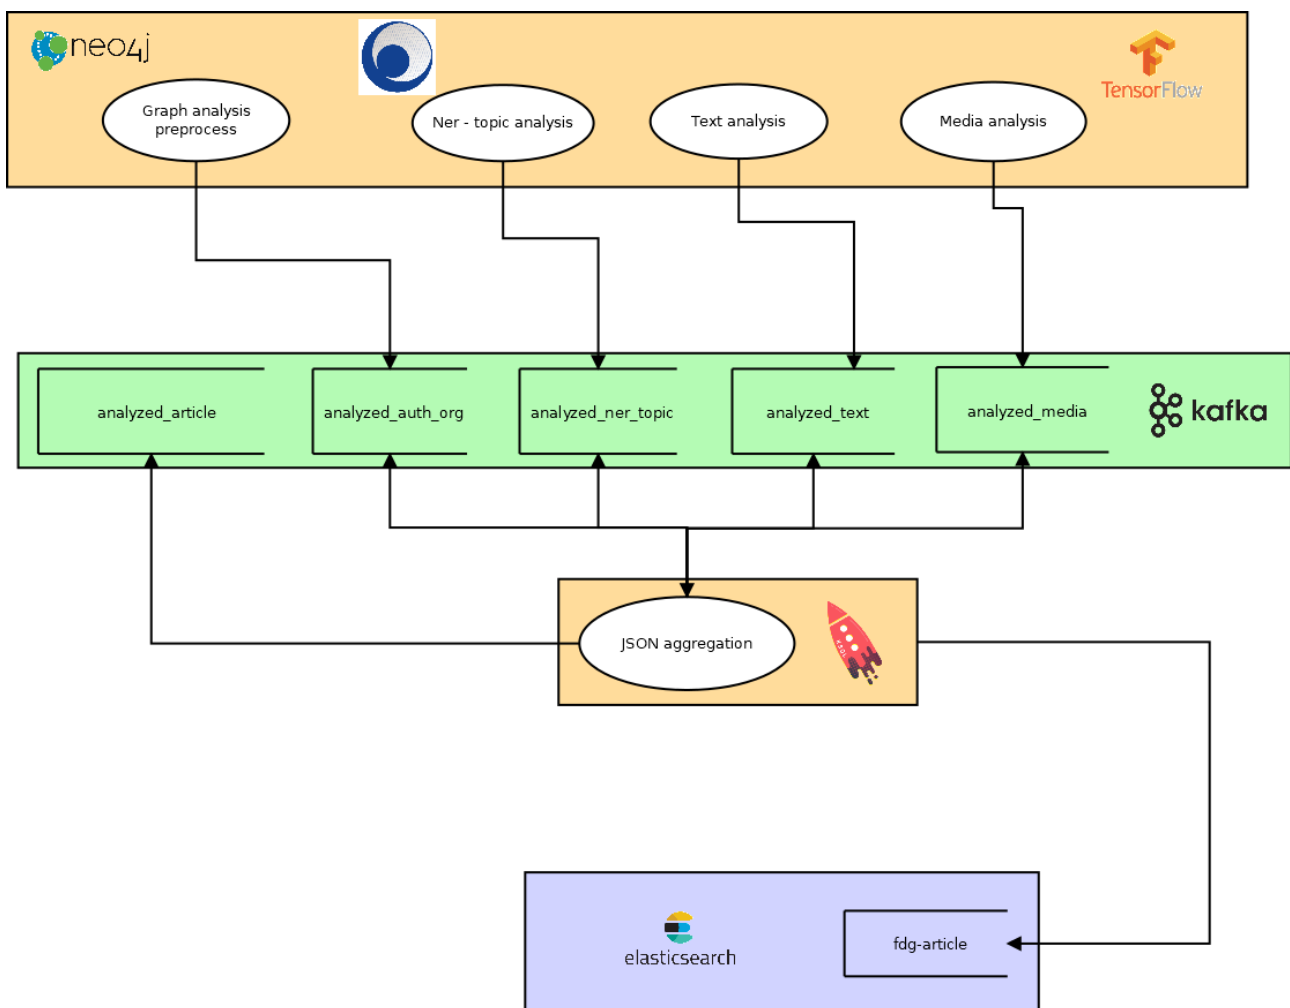 neo4j
TensorFlow
Graph analysis
preprocess
Ner - topic analysis
Text analysis
Media analysis
analyzed_article
analyzed_auth_org
analyzed_ner_topic
analyzed_text
analyzed_media
kafka
JSON aggregation
KSQL
elasticsearch
fdg-article